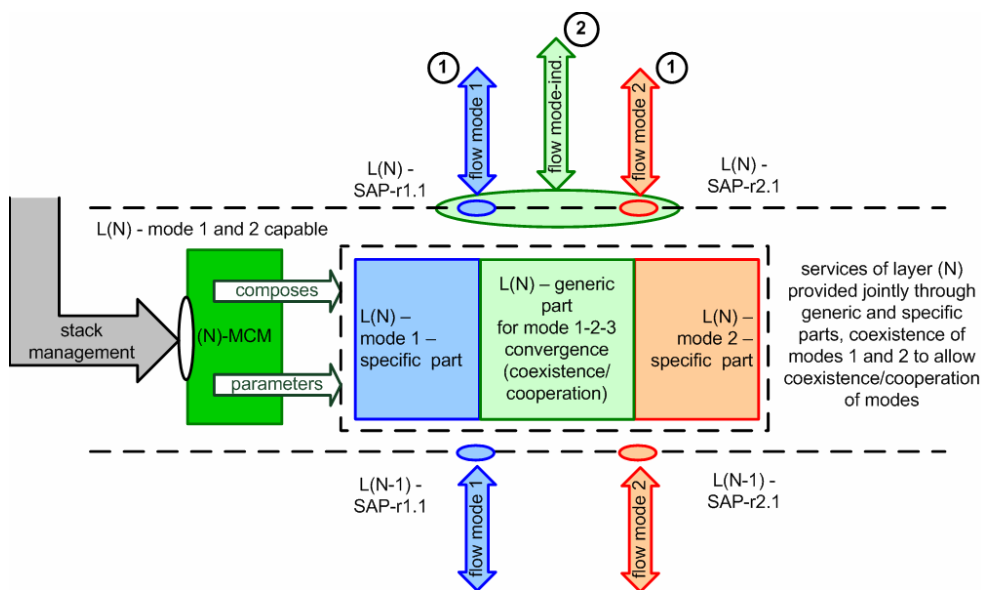 2
1
1
flow mode 1
flow mode-ind.
flow mode 2
L(N) -
SAP-r1.1
L(N) -
SAP-r2.1
L(N) - mode 1 and 2 capable
stack
management
(N)-MCM
composes
parameters
L(N) –
mode 1 –
specific part
L(N) – generic
part
for mode 1-2-3
convergence
(coexistence/
cooperation)
L(N) –
mode 2 –
specific part
services of layer (N)
provided jointly through
generic and specific
parts, coexistence of
modes 1 and 2 to allow
coexistence/cooperation
of modes
L(N-1) -
SAP-r1.1
flow mode 1
flow mode 2
L(N-1) -
SAP-r2.1